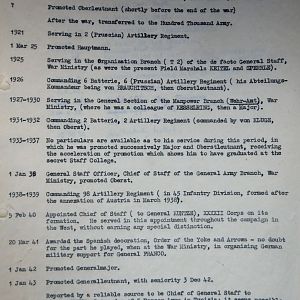 ?
Promoted Oberleutnant (shortly before the end of the war)
After the war, transferred to the Hundred Thousand Army.
1921 Serving in 2 (Prussian) Artillery Regiment.
1 Mar 25 Promoted Hauptmann.
1925 Serving in the Organisation Branch ( T 2) of the de facto General Staff,
War Ministry (as were the present Field Marshals KEITEL and SPERRLE).
1926 Commanding 6 Batterie, 6 (Prussian) Artillery Regiment ( his Abteilungs-
Kommandeur being von BRAUCHITSCH, then Oberstleutnant).
1927-1930 Serving in the General Section of the Manpower Branch (Wehr-Amt), War
Ministry, (where he was a colleague of KESSELRING, then a Major).
1931-1932 Commanding 2 Batterie, 2 Artillery Regiment (commanded by von KLUGE,
then Oberst).
1933-1937 No particulars are available as to his service during this period, in
which he was promoted successively Major and Oberstleutnant, receiving
the acceleration of promotion which shows him to have graduated at the
secret Staff College.
1 Jan 38 General Staff Officer, Chief of Staff of the General Army Branch, War
Ministry. Promoted Oberst.
1938-1939 Commanding 98 Artillery Regiment ( in 45 Infantry Division, formed
after the annexation of Austria in March 1938).
5 Feb 40 Appointed Chief of Staff ( to General KUNTZE), XXXXII Corps on its
formation. He served in this appointment throughout the campaign in
the West, without earning any special distinction.
20 Mar 41 Awarded the Spanish decoration, Order of the Yoke and Arrows - no doubt
for the part he played, when at the War Ministry, in organising German
military support for General FRANCO.
1 Jan 42 Promoted Generalmajor.
1 Jan 43 Promoted Generalleutnant, with seniority 3 Dec 42.
Reported by a reliable source to be Chief of General Staff to